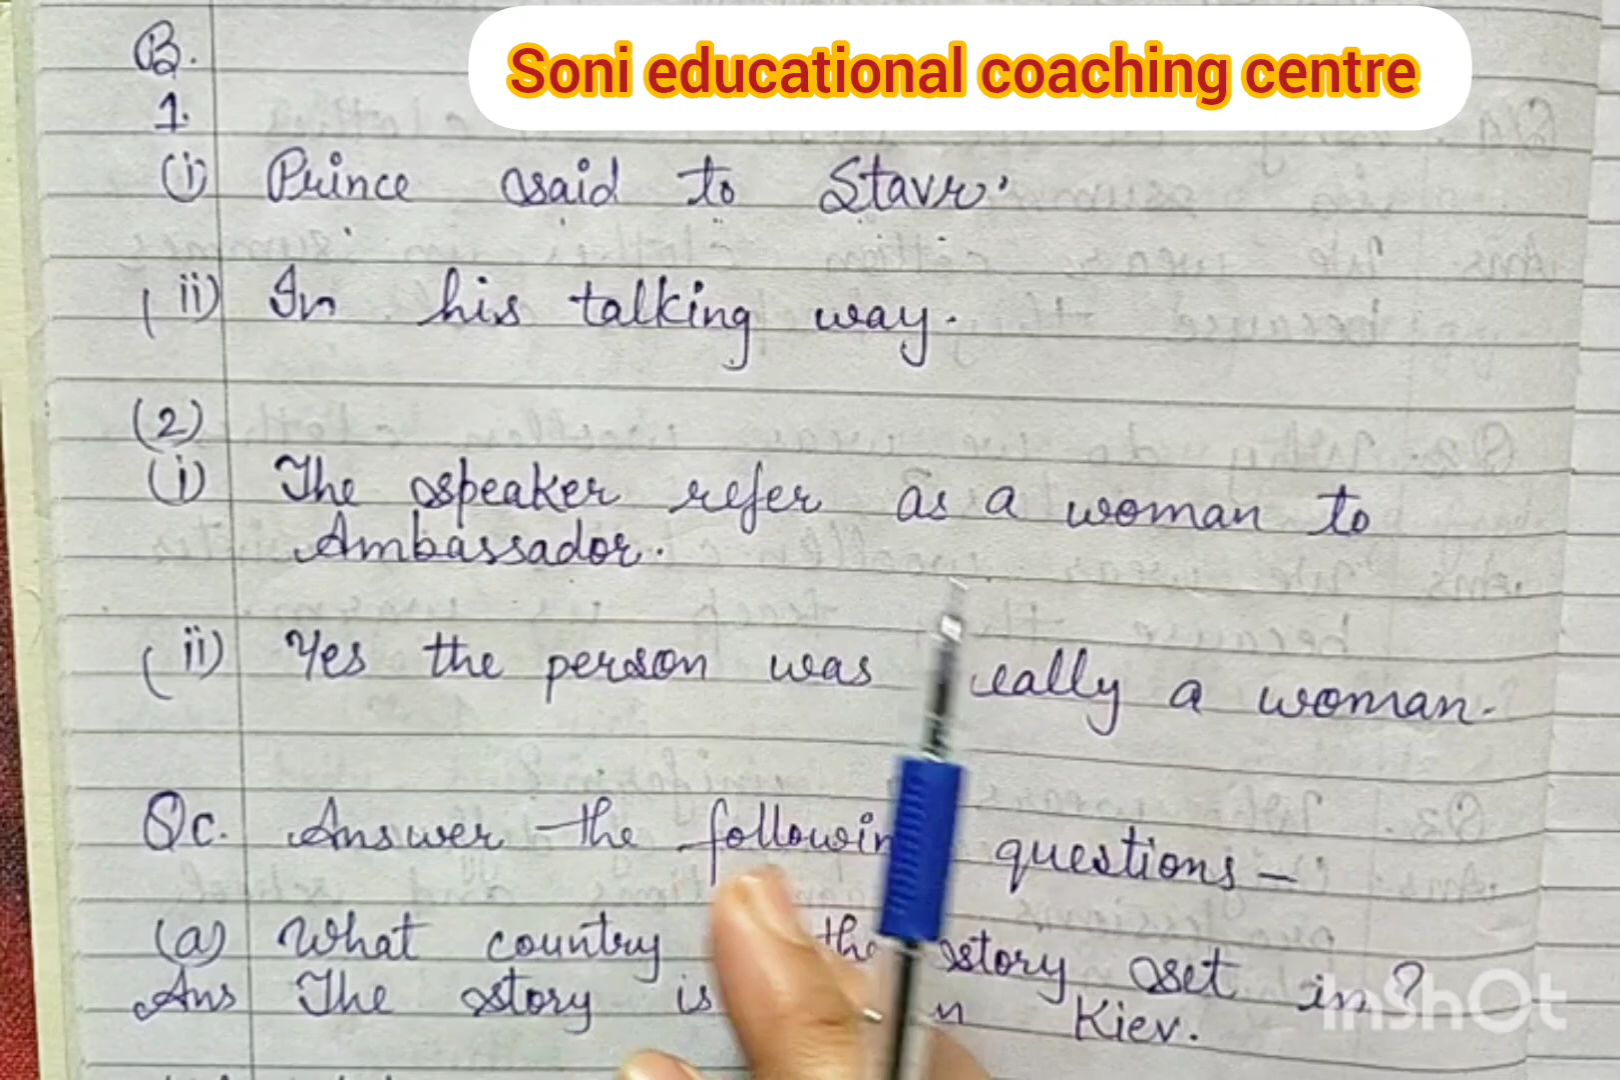 Soni educational coaching centre
B.
1.
(i) Prince said to Stavr.
(ii) In his talking way.
(2)
(i) The speaker refer as a woman to
Ambassador.
(ii) Yes the person was eally a woman.
Qc. Answer the followin questions -
(a) What country the story set in?
Ans The story is n Kiev.
InShOt